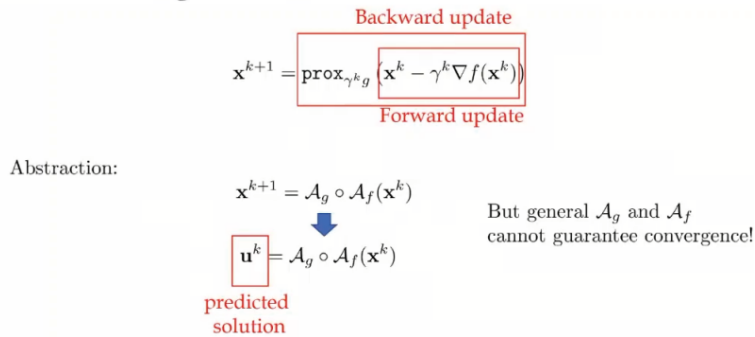 Backward update
x^{k+1} = prox_{γ^k g}(x^k − γ^k ∇f(x^k))
Forward update
Abstraction:
x^{k+1} = A_g ∘ A_f(x^k)
But general A_g and A_f
cannot guarantee convergence!
u^k = A_g ∘ A_f(x^k)
predicted
solution